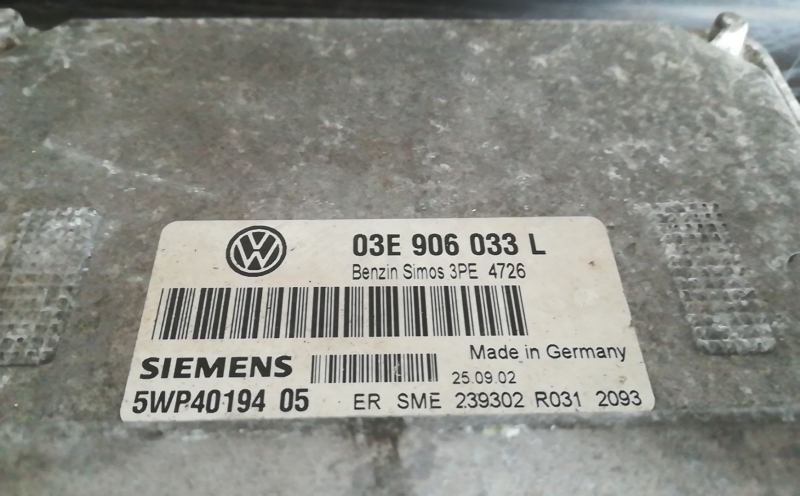 03E 906 033 L
Benzin Simos 3PE 4726
SIEMENS
Made in Germany
25.09.02
5WP40194 05
ER SME 239302 R031 2093